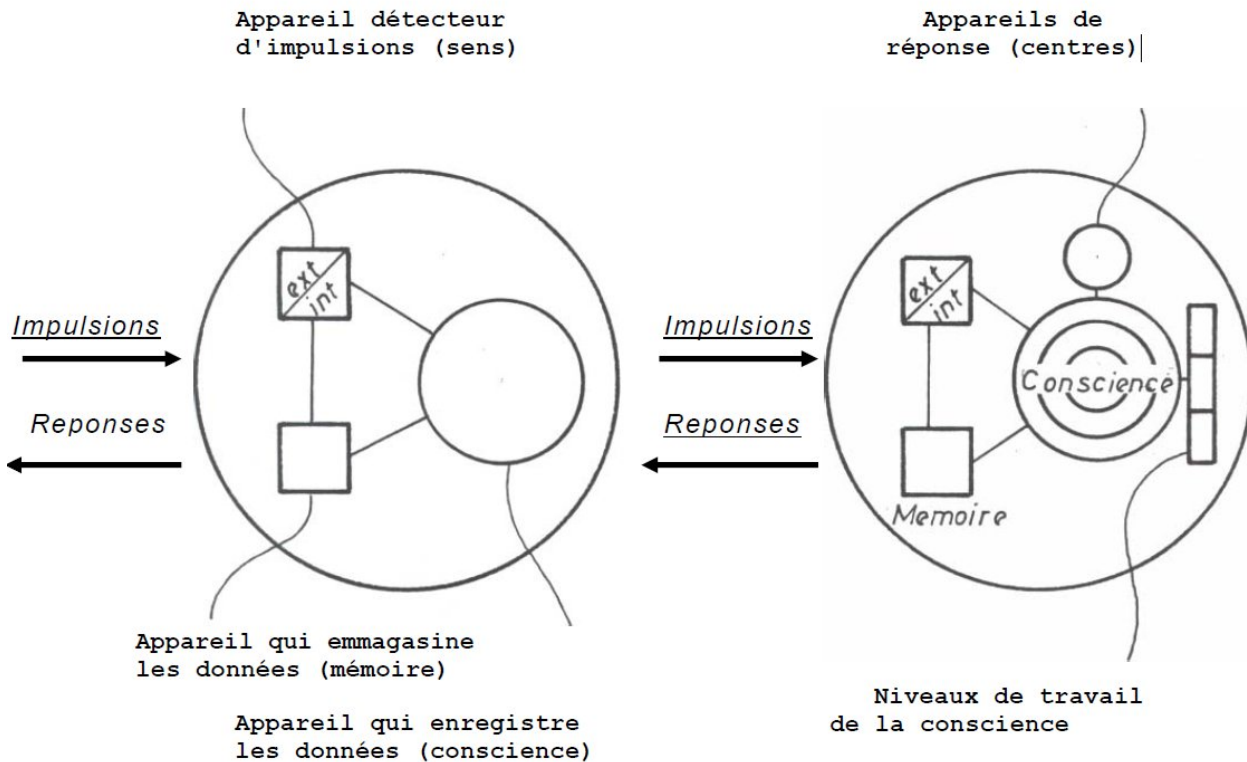 Appareil détecteur
d'impulsions (sens)
Appareils de
réponse (centres)
ext
int
Impulsions
Reponses
Appareil qui emmagasine
les données (mémoire)
Appareil qui enregistre
les données (conscience)
ext
int
Impulsions
Reponses
Conscience
Memoire
Niveaux de travail
de la conscience